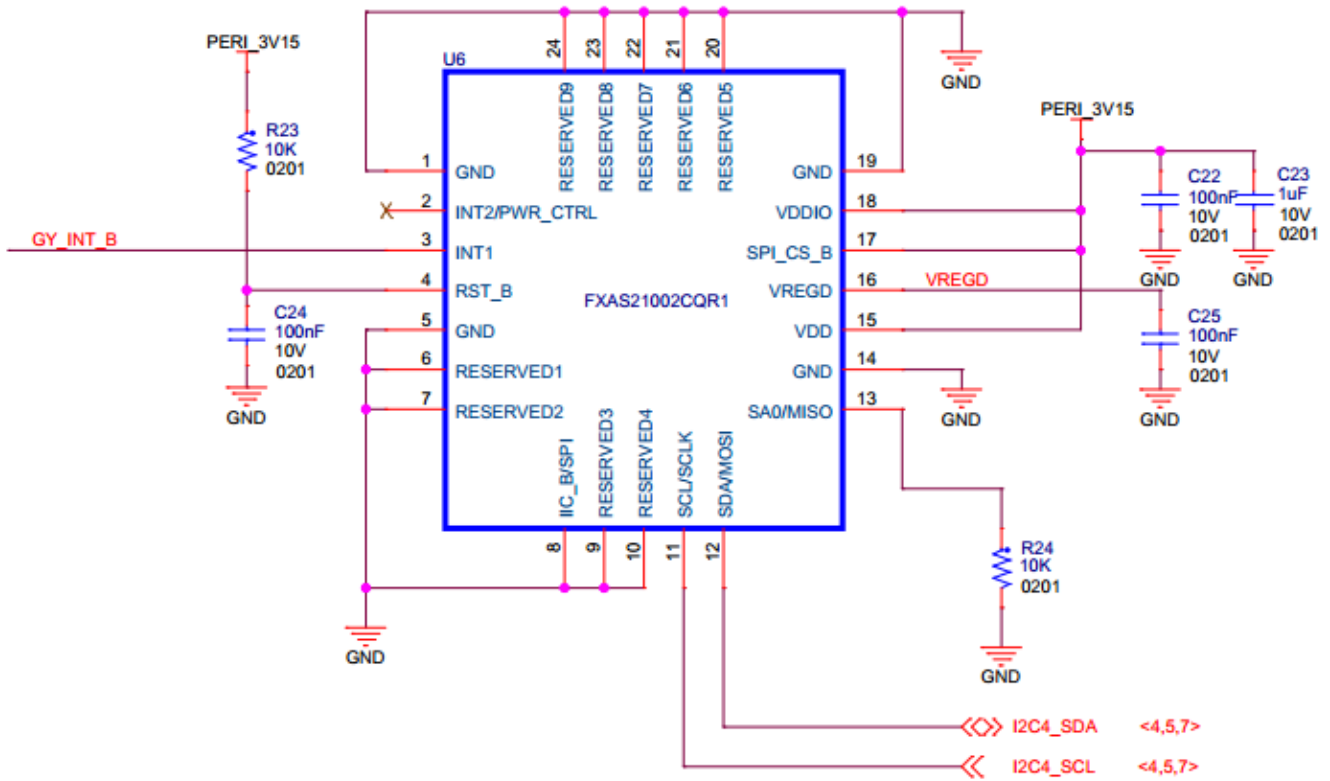 PERI_3V15
R23
10K
0201
GY_INT_B
C24
100nF
10V
0201
GND
U6
24
23
22
21
20
RESERVED9
RESERVED8
RESERVED7
RESERVED6
RESERVED5
GND
1
GND
2
INT2/PWR_CTRL
3
INT1
4
RST_B
5
GND
6
RESERVED1
7
RESERVED2
FXAS21002CQR1
GND
19
VDDIO
18
SPI_CS_B
17
VREGD
16
VREGD
VDD
15
GND
14
SA0/MISO
13
IIC_B/SPI
RESERVED3
RESERVED4
SCL/SCLK
SDA/MOSI
8
9
10
11
12
GND
PERI_3V15
C22
100nF
10V
0201
GND
C23
1uF
10V
0201
GND
C25
100nF
10V
0201
GND
GND
R24
10K
0201
GND
I2C4_SDA <4,5,7>
I2C4_SCL <4,5,7>